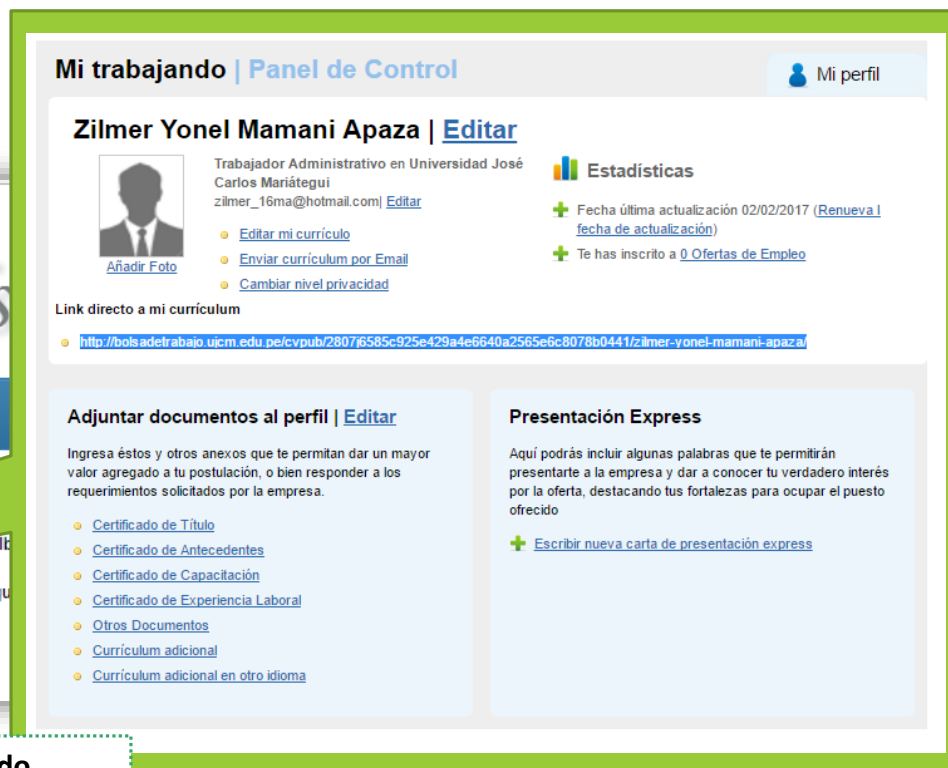 Mi trabajando | Panel de Control
Mi perfil
Zilmer Yonel Mamani Apaza | Editar
Trabajador Administrativo en Universidad José
Carlos Mariátegui
zilmer_16ma@hotmail.com| Editar
Editar mi currículo
Enviar currículum por Email
Cambiar nivel privacidad
Añadir Foto
Estadísticas
Fecha última actualización 02/02/2017 (Renueva l
fecha de actualización)
Te has inscrito a 0 Ofertas de Empleo
Link directo a mi currículum
http://bolsadetrabajo.ujcm.edu.pe/cvpub/2807j6585c925e429a4e6640a2565e6c8078b0441/zilmer-yonel-mamani-apaza/
Adjuntar documentos al perfil | Editar
Ingresa éstos y otros anexos que te permitan dar un mayor
valor agregado a tu postulación, o bien responder a los
requerimientos solicitados por la empresa.
Certificado de Título
Certificado de Antecedentes
Certificado de Capacitación
Certificado de Experiencia Laboral
Otros Documentos
Currículum adicional
Currículum adicional en otro idioma
Presentación Express
Aquí podrás incluir algunas palabras que te permitirán
presentarte a la empresa y dar a conocer tu verdadero interés
por la oferta, destacando tus fortalezas para ocupar el puesto
ofrecido
Escribir nueva carta de presentación express